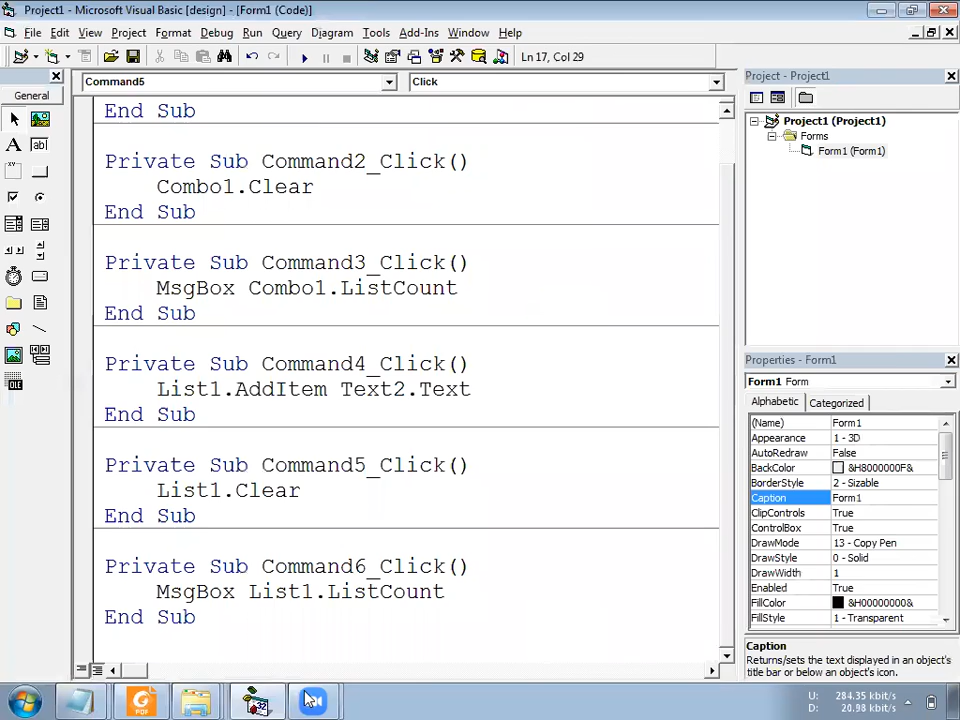 Project1 - Microsoft Visual Basic [design] - [Form1 (Code)]
File Edit View Project Format Debug Run Query Diagram Tools Add-Ins Window Help
Ln 17, Col 29
General
Command5
Click
End Sub
Private Sub Command2_Click()
Combo1.Clear
End Sub
Private Sub Command3_Click()
MsgBox Combo1.ListCount
End Sub
Private Sub Command4_Click()
List1.AddItem Text2.Text
End Sub
Private Sub Command5_Click()
List1.Clear
End Sub
Private Sub Command6_Click()
MsgBox List1.ListCount
End Sub
Project - Project1
Project1 (Project1)
Forms
Form1 (Form1)
Properties - Form1
Form1 Form
Alphabetic Categorized
(Name) Form1
Appearance 1 - 3D
AutoRedraw False
BackColor &H8000000F&
BorderStyle 2 - Sizable
Caption Form1
ClipControls True
ControlBox True
DrawMode 13 - Copy Pen
DrawStyle 0 - Solid
DrawWidth 1
Enabled True
FillColor &H00000000&
FillStyle 1 - Transparent
Caption
Returns/sets the text displayed in an object's
title bar or below an object's icon.
U: 284.35 kbit/s
D: 20.98 kbit/s